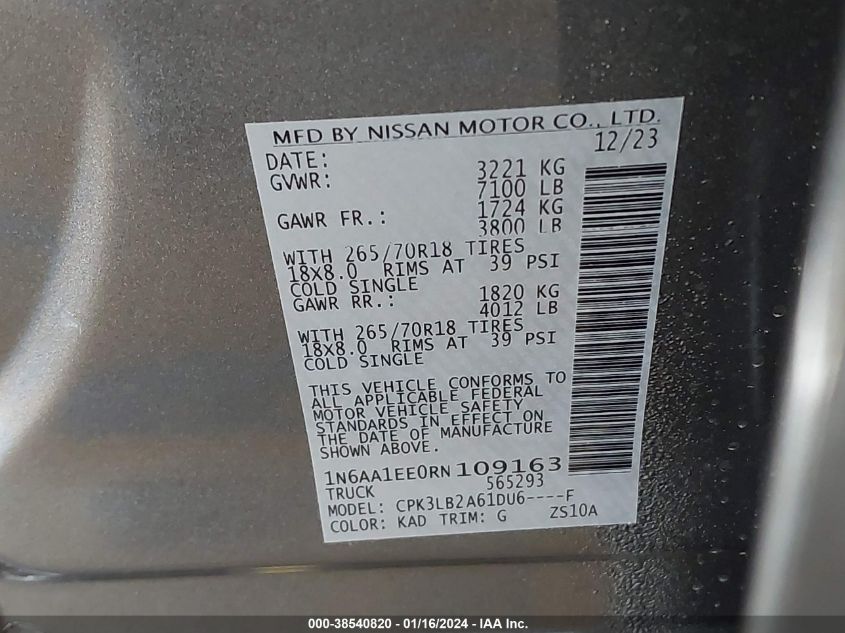 MFD BY NISSAN MOTOR CO., LTD.
DATE: 12/23
GVWR: 3221 KG
7100 LB
GAWR FR.: 1724 KG
3800 LB
WITH 265/70R18 TIRES
18X8.0 RIMS AT 39 PSI
COLD SINGLE
GAWR RR.: 1820 KG
4012 LB
WITH 265/70R18 TIRES
18X8.0 RIMS AT 39 PSI
COLD SINGLE
THIS VEHICLE CONFORMS TO
ALL APPLICABLE FEDERAL
MOTOR VEHICLE SAFETY
STANDARDS IN EFFECT ON
THE DATE OF MANUFACTURE
SHOWN ABOVE.
1N6AA1EE0RN109163
TRUCK 565293
MODEL: CPK3LB2A61DU6----F
COLOR: KAD TRIM: G ZS10A
000-38540820 - 01/16/2024 - IAA Inc.